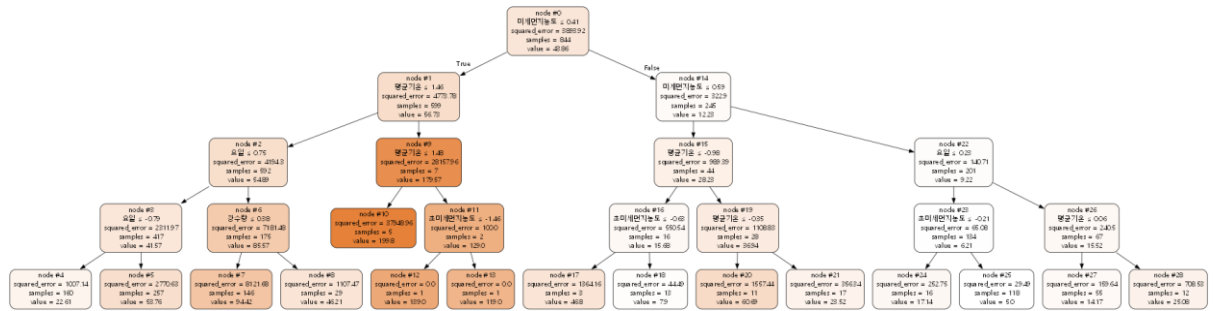 node #0
미세먼지농도 ≤ 0.41
squared_error = 3889.92
samples = 844
value = 43.86
True
False
node #1
평균기온 ≤ 1.46
squared_error = 4773.78
samples = 599
value = 56.73
node #14
미세먼지농도 ≤ 0.59
squared_error = 322.9
samples = 245
value = 12.23
node #2
요일 ≤ 0.75
squared_error = 4194.3
samples = 592
value = 54.89
node #9
평균기온 ≤ 1.48
squared_error = 28157.96
samples = 7
value = 179.57
node #15
평균기온 ≤ -0.98
squared_error = 989.39
samples = 44
value = 28.23
node #22
요일 ≤ 0.23
squared_error = 140.71
samples = 201
value = 9.22
node #3
요일 ≤ -0.79
squared_error = 2311.97
samples = 417
value = 41.57
node #6
강수량 ≤ 0.88
squared_error = 7181.48
samples = 175
value = 85.57
node #10
squared_error = 37948.96
samples = 5
value = 199.8
node #11
초미세먼지농도 ≤ -1.46
squared_error = 100.0
samples = 2
value = 129.0
node #16
초미세먼지농도 ≤ -0.63
squared_error = 550.54
samples = 16
value = 15.63
node #19
평균기온 ≤ -0.35
squared_error = 1108.83
samples = 28
value = 36.94
node #23
초미세먼지농도 ≤ -0.21
squared_error = 65.08
samples = 134
value = 6.21
node #26
평균기온 ≤ 0.06
squared_error = 240.5
samples = 67
value = 15.52
node #4
squared_error = 1007.14
samples = 160
value = 22.61
node #5
squared_error = 2770.63
samples = 257
value = 53.76
node #7
squared_error = 8121.68
samples = 146
value = 94.42
node #8
squared_error = 1107.47
samples = 29
value = 46.21
node #12
squared_error = 0.0
samples = 1
value = 139.0
node #13
squared_error = 0.0
samples = 1
value = 119.0
node #17
squared_error = 1364.16
samples = 3
value = 46.8
node #18
squared_error = 44.49
samples = 13
value = 7.9
node #20
squared_error = 1557.44
samples = 11
value = 60.69
node #21
squared_error = 356.34
samples = 17
value = 23.52
node #24
squared_error = 252.75
samples = 16
value = 17.14
node #25
squared_error = 29.49
samples = 118
value = 5.0
node #27
squared_error = 159.64
samples = 55
value = 14.17
node #28
squared_error = 708.53
samples = 12
value = 25.08